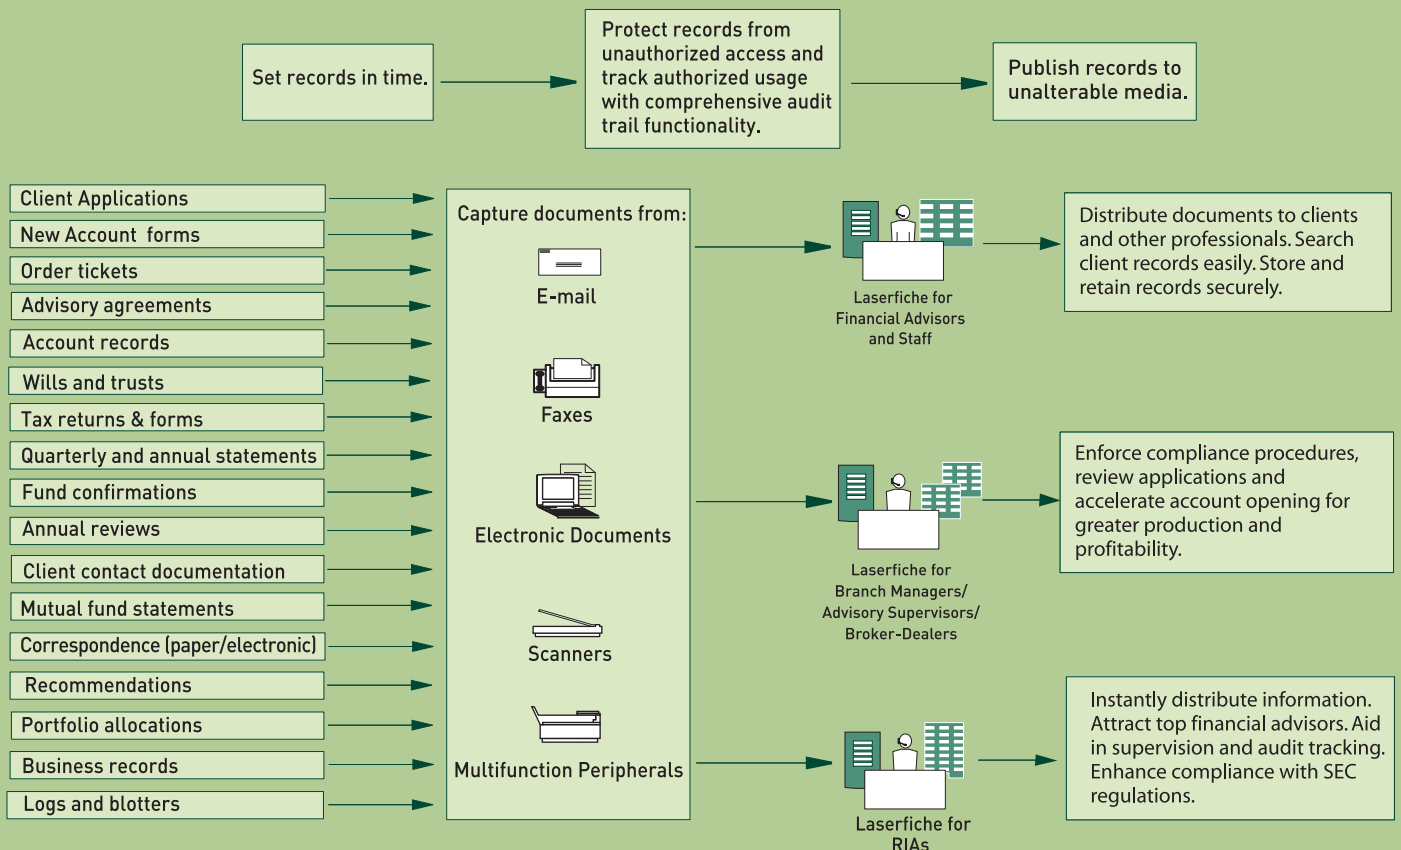 Set records in time.
Protect records from
unauthorized access and
track authorized usage
with comprehensive audit
trail functionality.
Publish records to
unalterable media.
Client Applications
New Account forms
Order tickets
Advisory agreements
Account records
Wills and trusts
Tax returns & forms
Quarterly and annual statements
Fund confirmations
Annual reviews
Client contact documentation
Mutual fund statements
Correspondence (paper/electronic)
Recommendations
Portfolio allocations
Business records
Logs and blotters
Capture documents from:
E-mail
Faxes
Electronic Documents
Scanners
Multifunction Peripherals
Laserfiche for
Financial Advisors
and Staff
Distribute documents to clients
and other professionals. Search
client records easily. Store and
retain records securely.
Laserfiche for
Branch Managers/
Advisory Supervisors/
Broker-Dealers
Enforce compliance procedures,
review applications and
accelerate account opening for
greater production and
profitability.
Laserfiche for
RIAs
Instantly distribute information.
Attract top financial advisors. Aid
in supervision and audit tracking.
Enhance compliance with SEC
regulations.